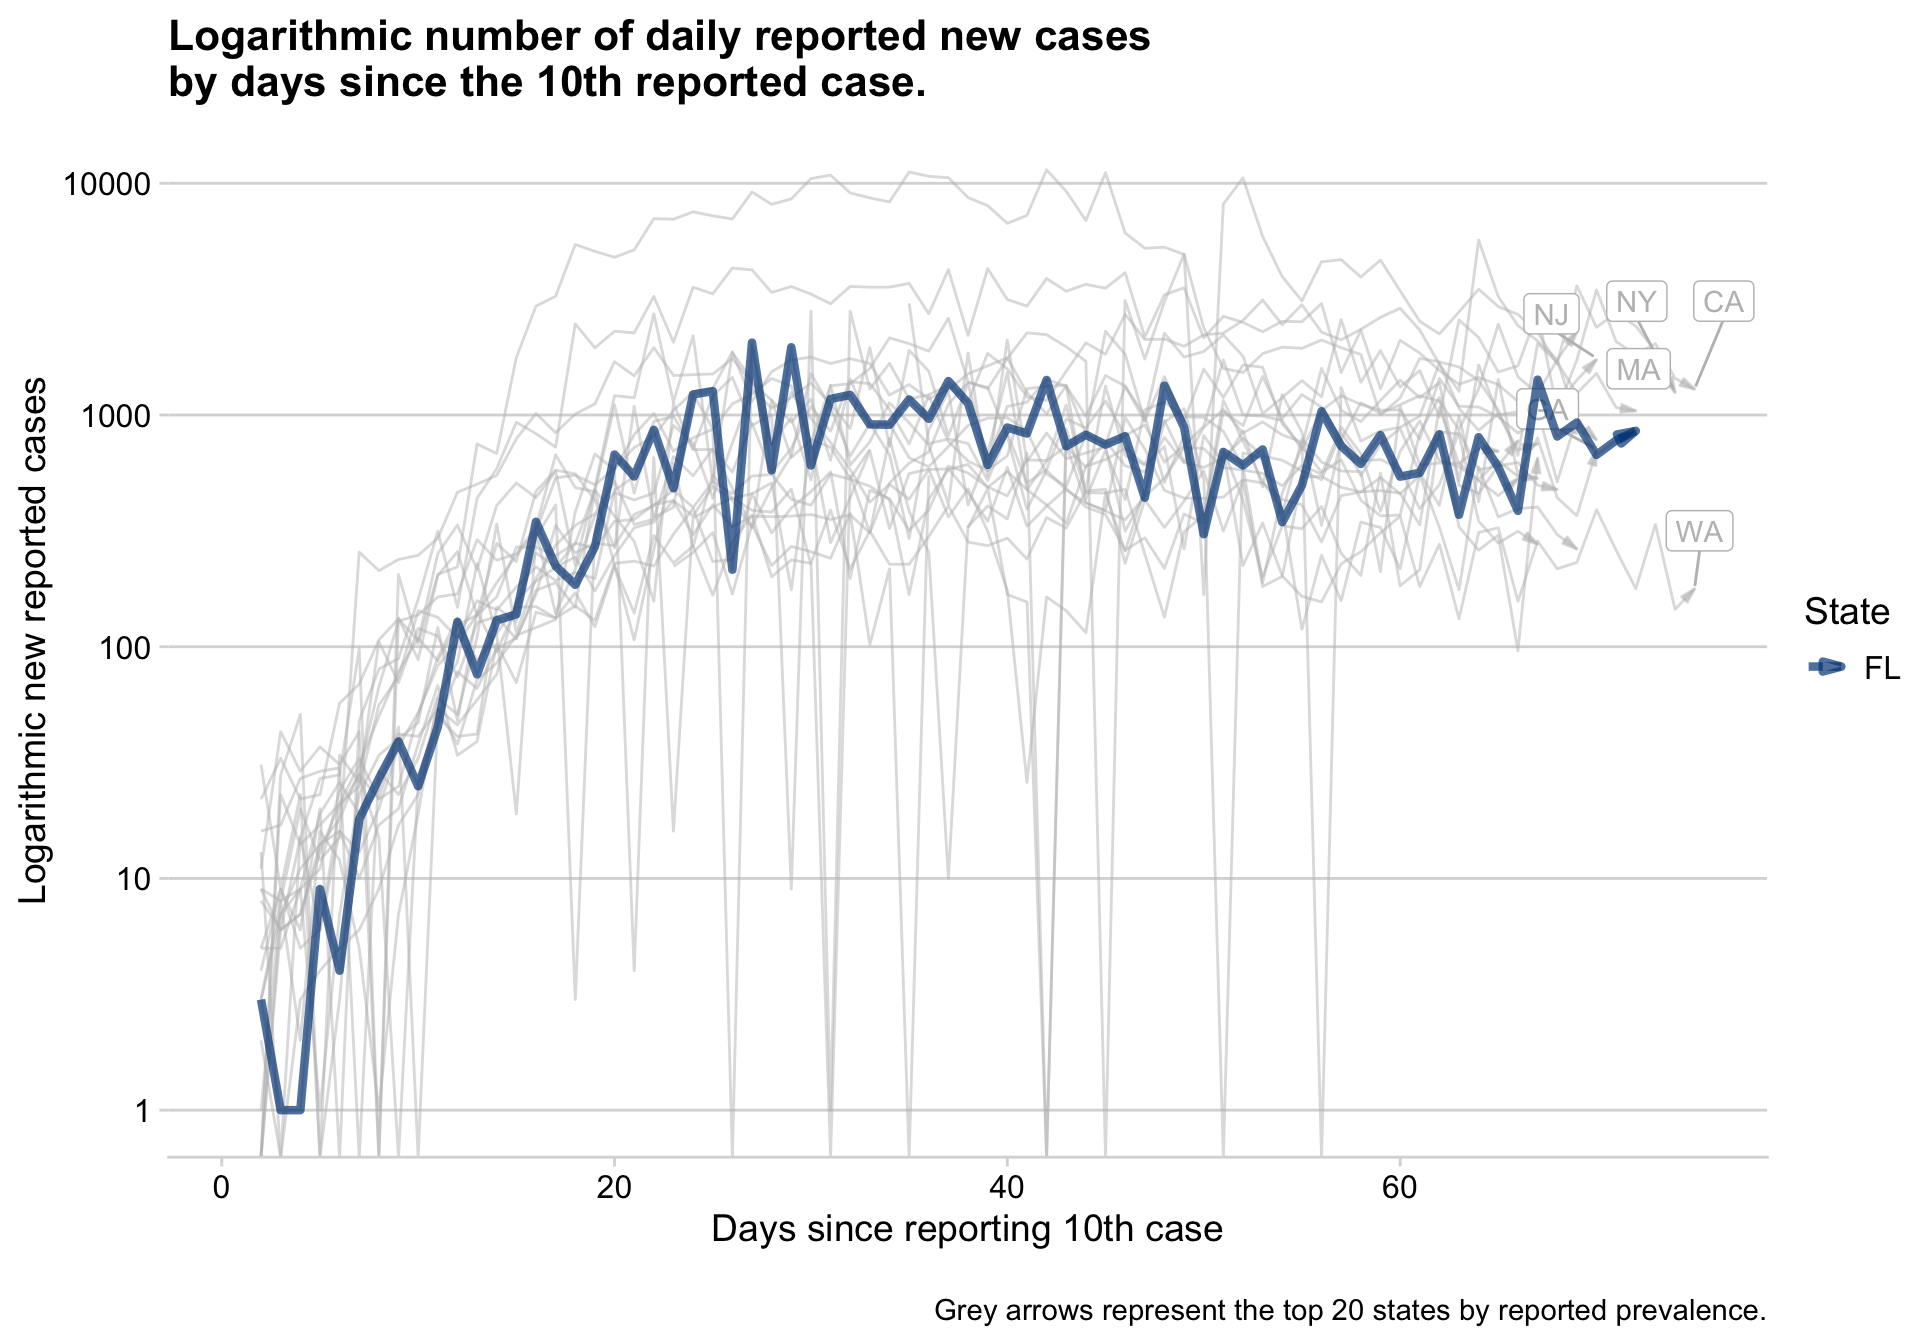 Logarithmic number of daily reported new cases
by days since the 10th reported case.
Logarithmic new reported cases
10000
1000
100
10
1
NJ
NY
CA
MA
GA
WA
State
FL
0
20
40
60
Days since reporting 10th case
Grey arrows represent the top 20 states by reported prevalence.